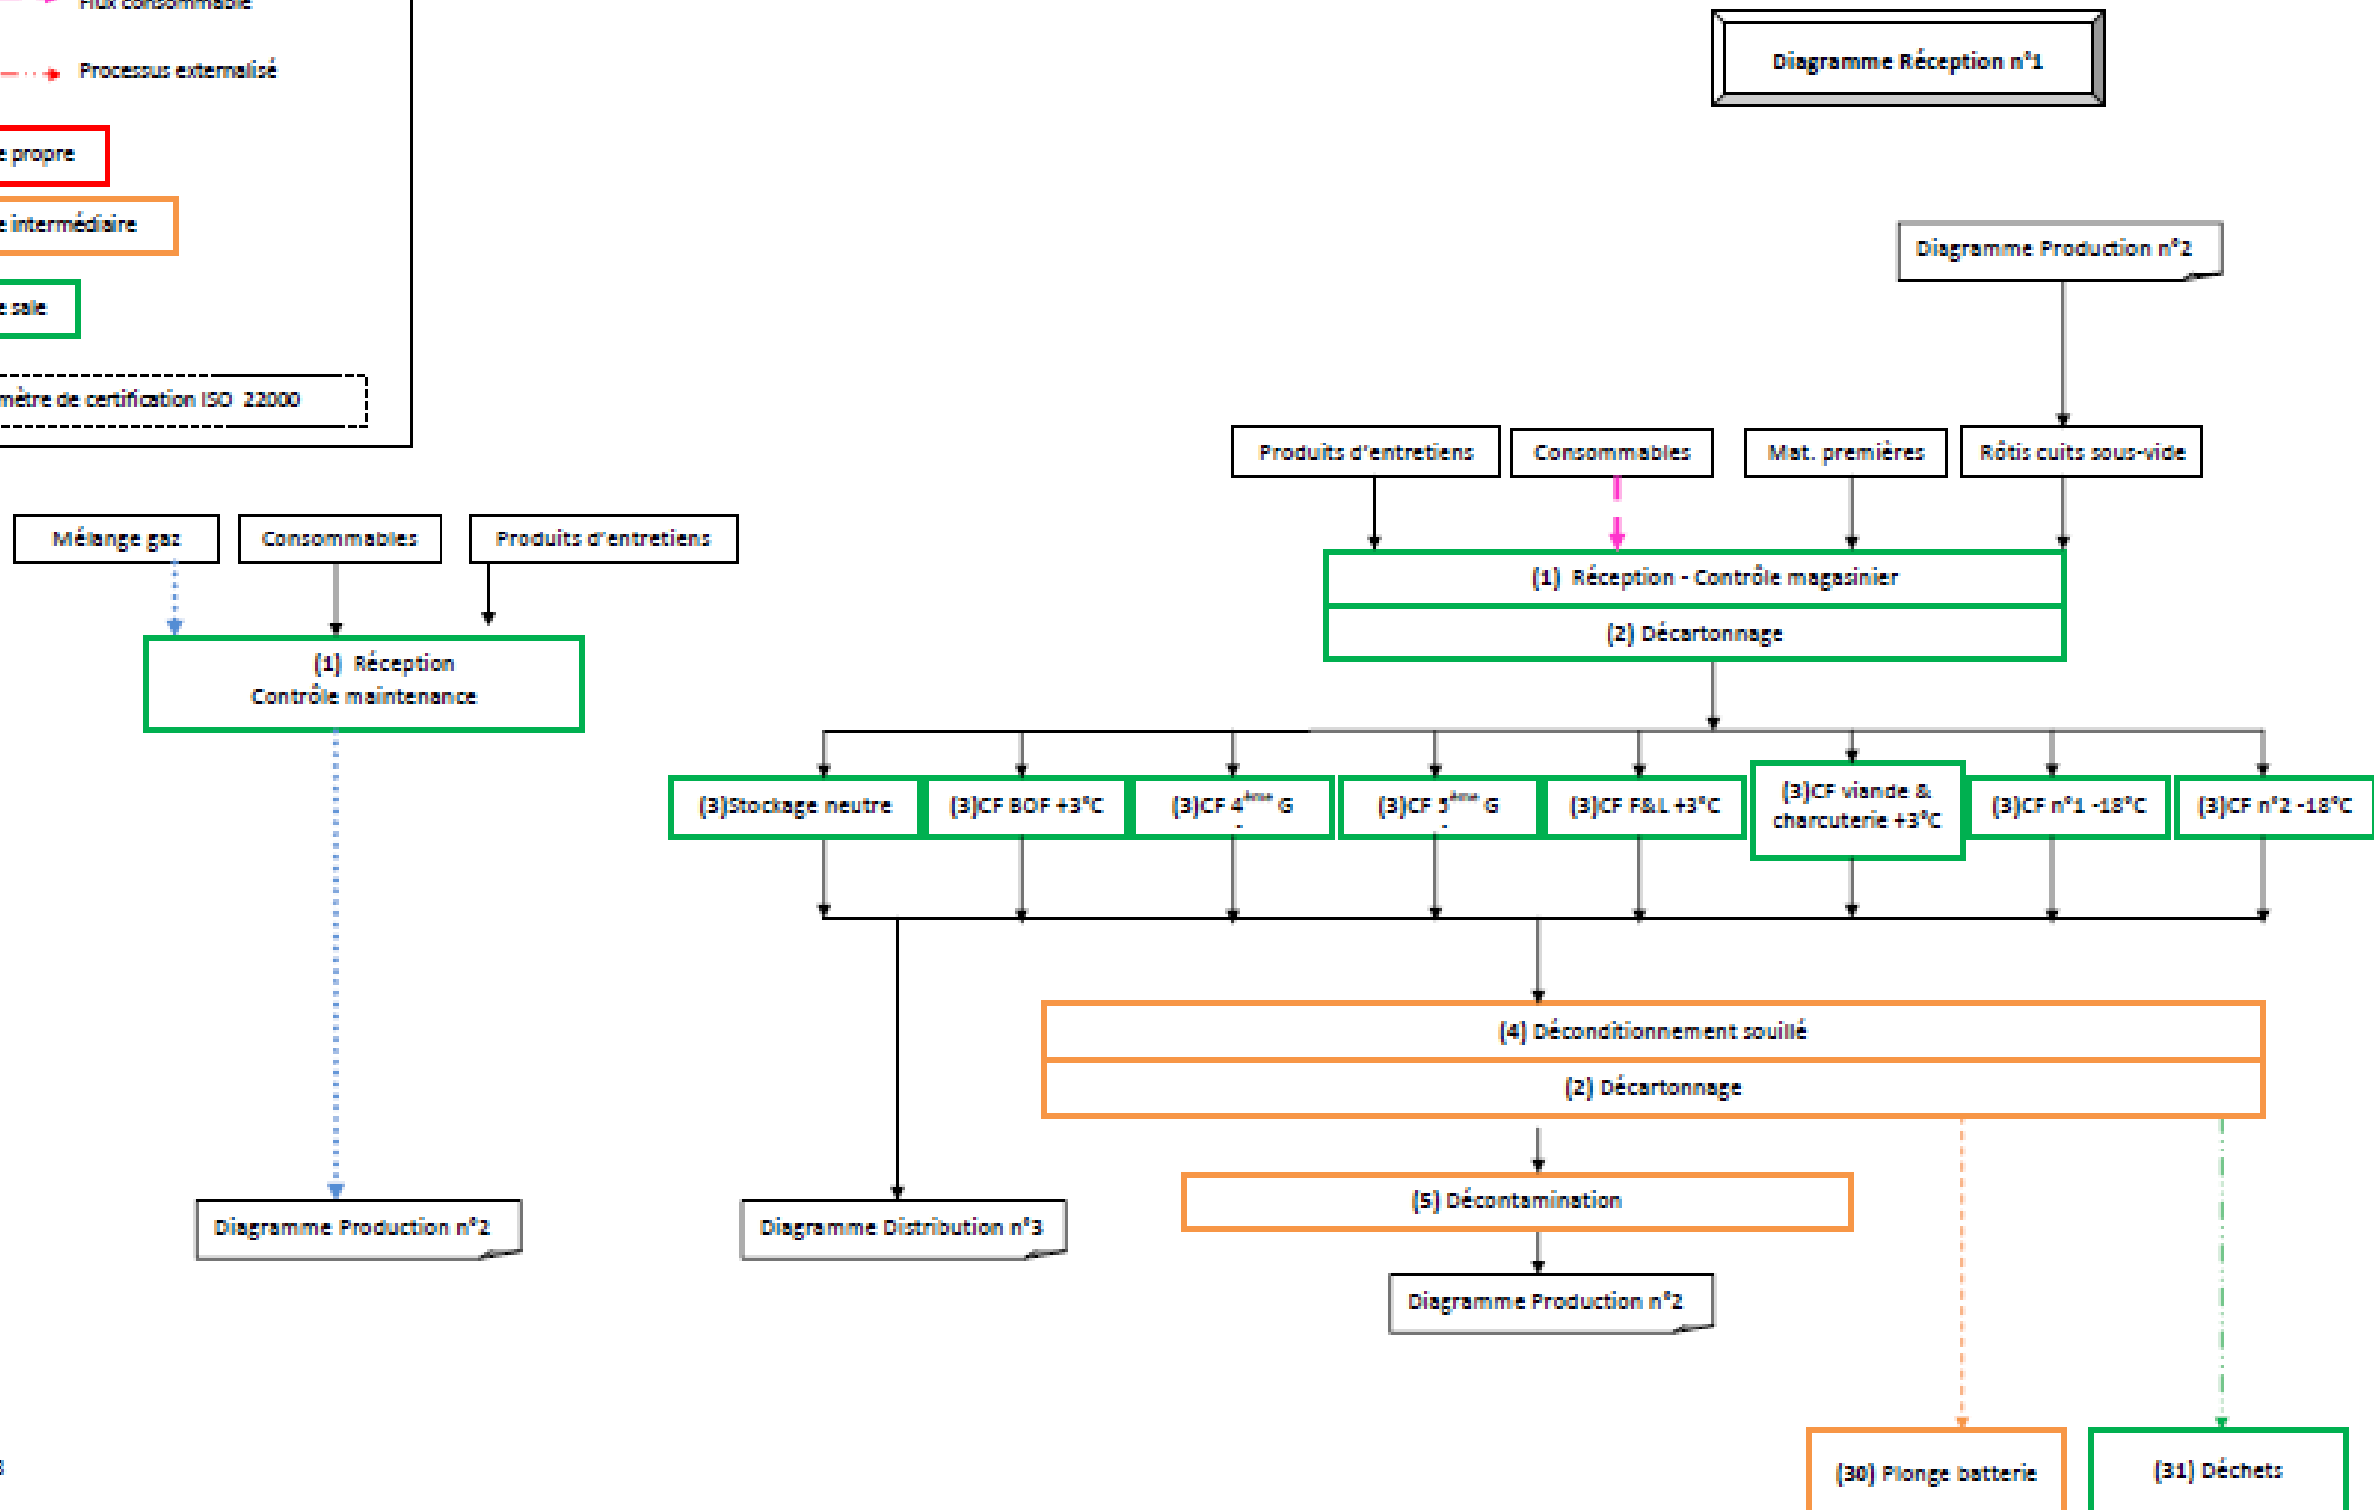 Flux consommable
Diagramme Réception n°1
Processus externalisé
e propre
e intermédiaire
Diagramme Production n°2
e sale
mètre de certification ISO 22000
Produits d'entretiens
Consommables
Mat. premières
Rôtis cuits sous-vide
Mélange gaz
Consommables
Produits d'entretiens
(1) Réception - Contrôle magasinier
(2) Décartonnage
(1) Réception
Contrôle maintenance
(3)Stockage neutre
(3)CF BOF +3°C
(3)CF 4ème G
(3)CF 5ème G
(3)CF F&L +3°C
(3)CF viande &
charcuterie +3°C
(3)CF n°1 -18°C
(3)CF n°2 -18°C
(4) Déconditionnement souillé
(2) Décartonnage
(5) Décontamination
Diagramme Production n°2
Diagramme Distribution n°3
Diagramme Production n°2
(30) Plonge batterie
(31) Déchets